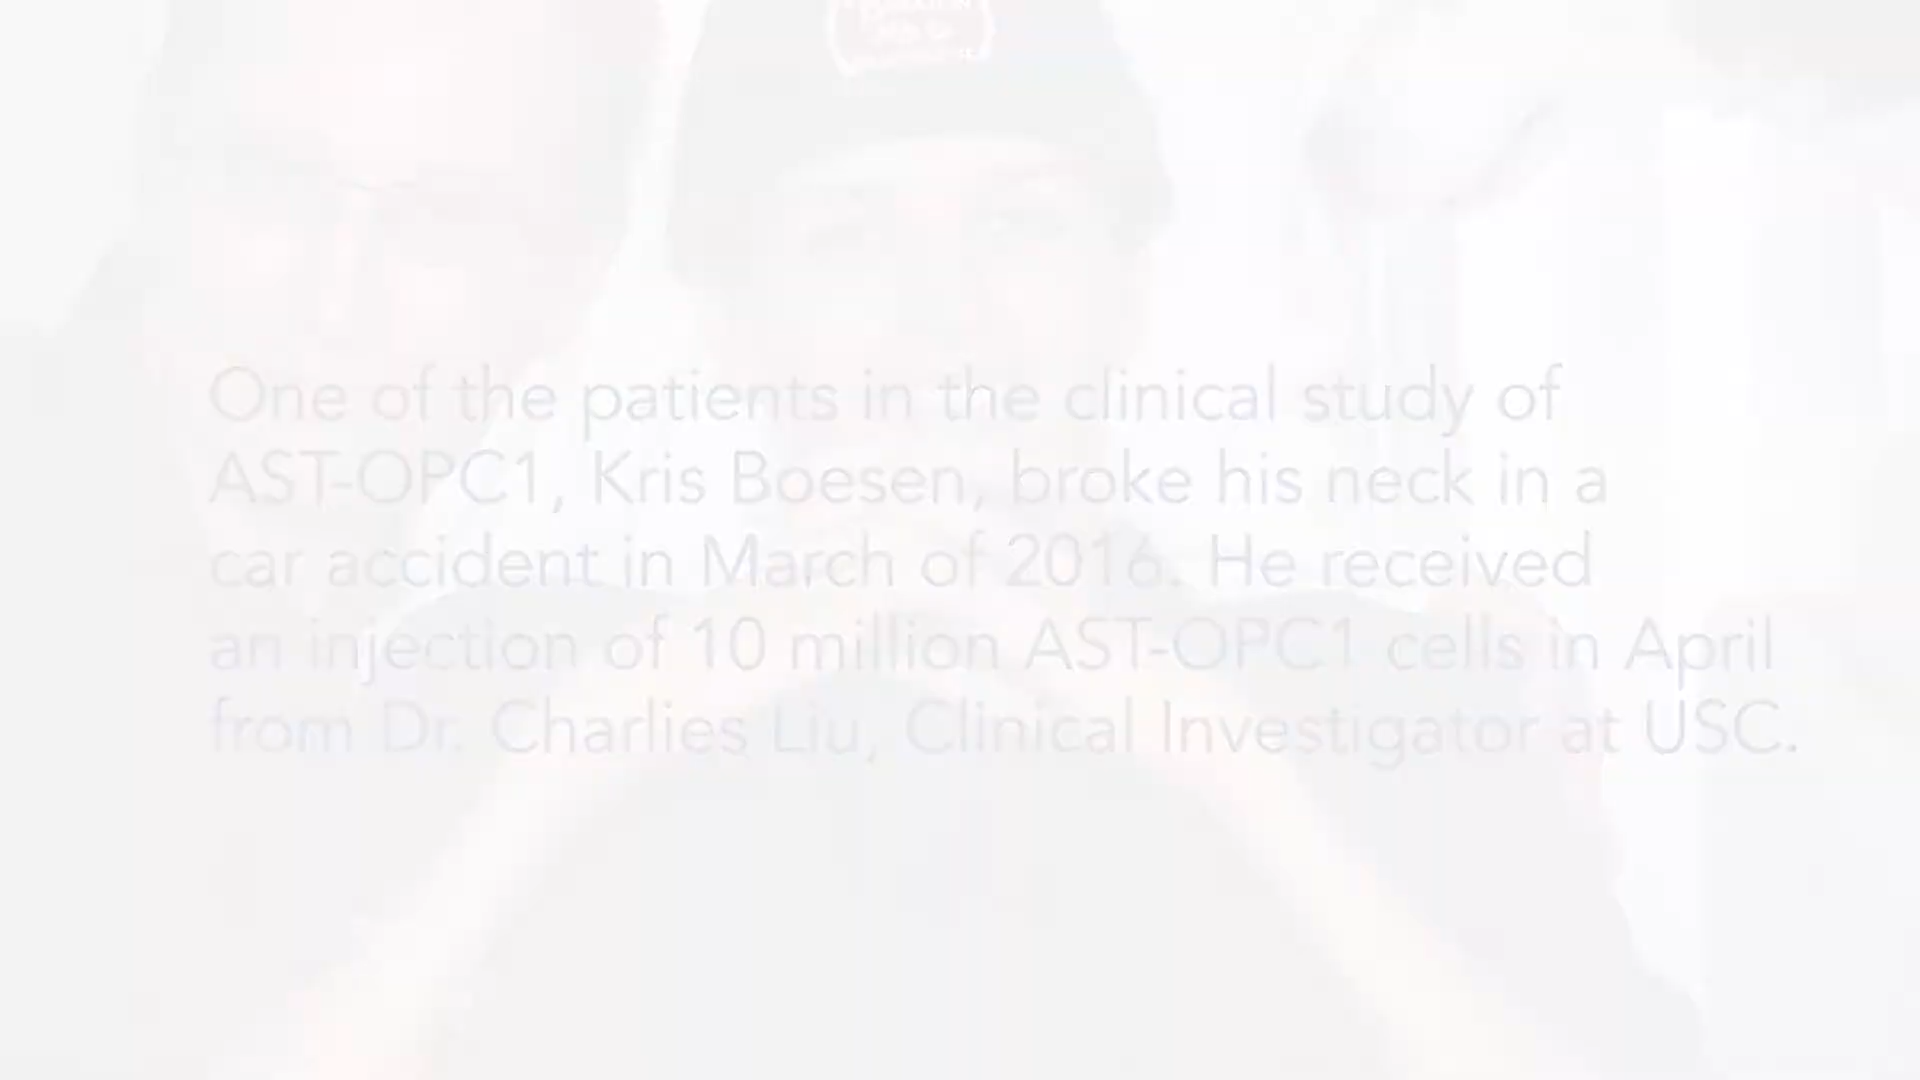 One of the patients in the clinical study of
AST-OPC1, Kris Boesen, broke his neck in a
car accident in March of 2016. He received
an injection of 10 million AST-OPC1 cells in April
from Dr. Charlies Liu, Clinical Investigator at USC.